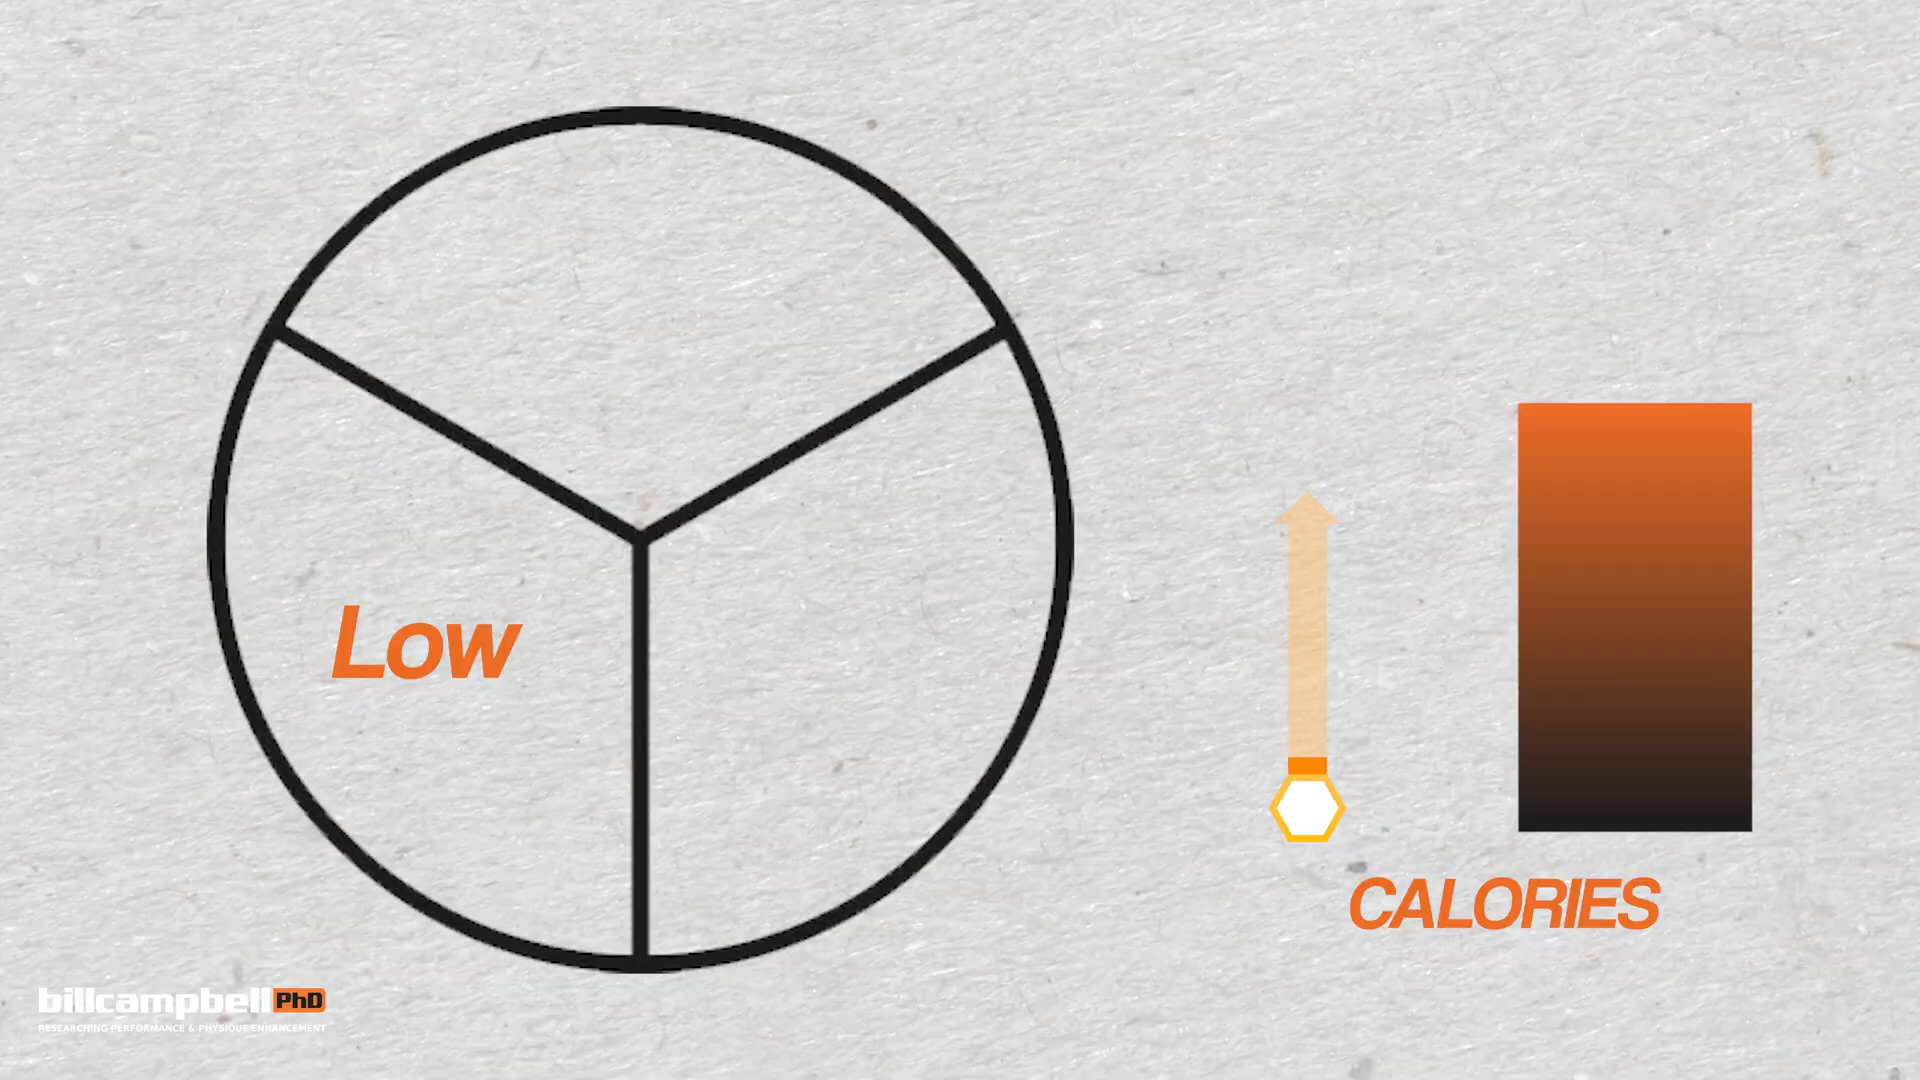 Low
CALORIES
billcampbell PhD
RESEARCHING PERFORMANCE & PHYSIQUE ENHANCEMENT